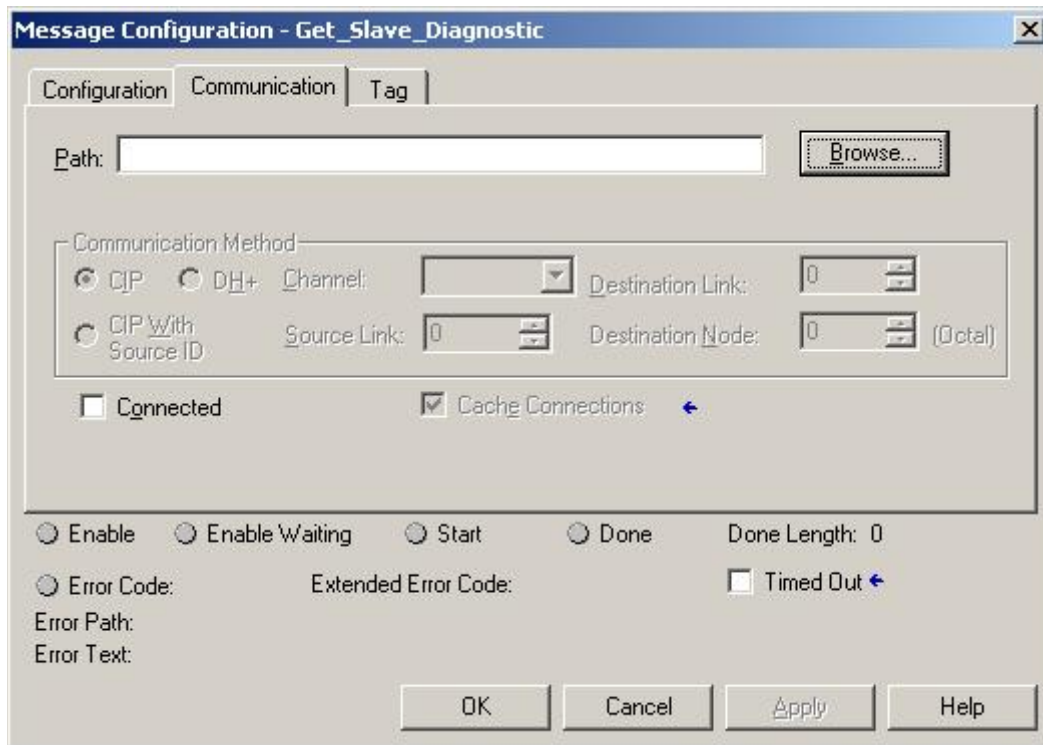 Message Configuration - Get_Slave_Diagnostic
Configuration Communication Tag
Path: Browse...
Communication Method
CIP DH+ Channel: Destination Link: 0
CIP With Source ID Source Link: 0 Destination Node: 0 (Octal)
Connected Cache Connections
Enable Enable Waiting Start Done Done Length: 0
Error Code: Extended Error Code: Timed Out
Error Path:
Error Text:
OK Cancel Apply Help